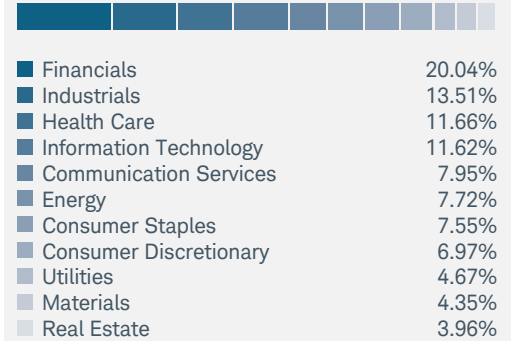 Financials 20.04%
Industrials 13.51%
Health Care 11.66%
Information Technology 11.62%
Communication Services 7.95%
Energy 7.72%
Consumer Staples 7.55%
Consumer Discretionary 6.97%
Utilities 4.67%
Materials 4.35%
Real Estate 3.96%